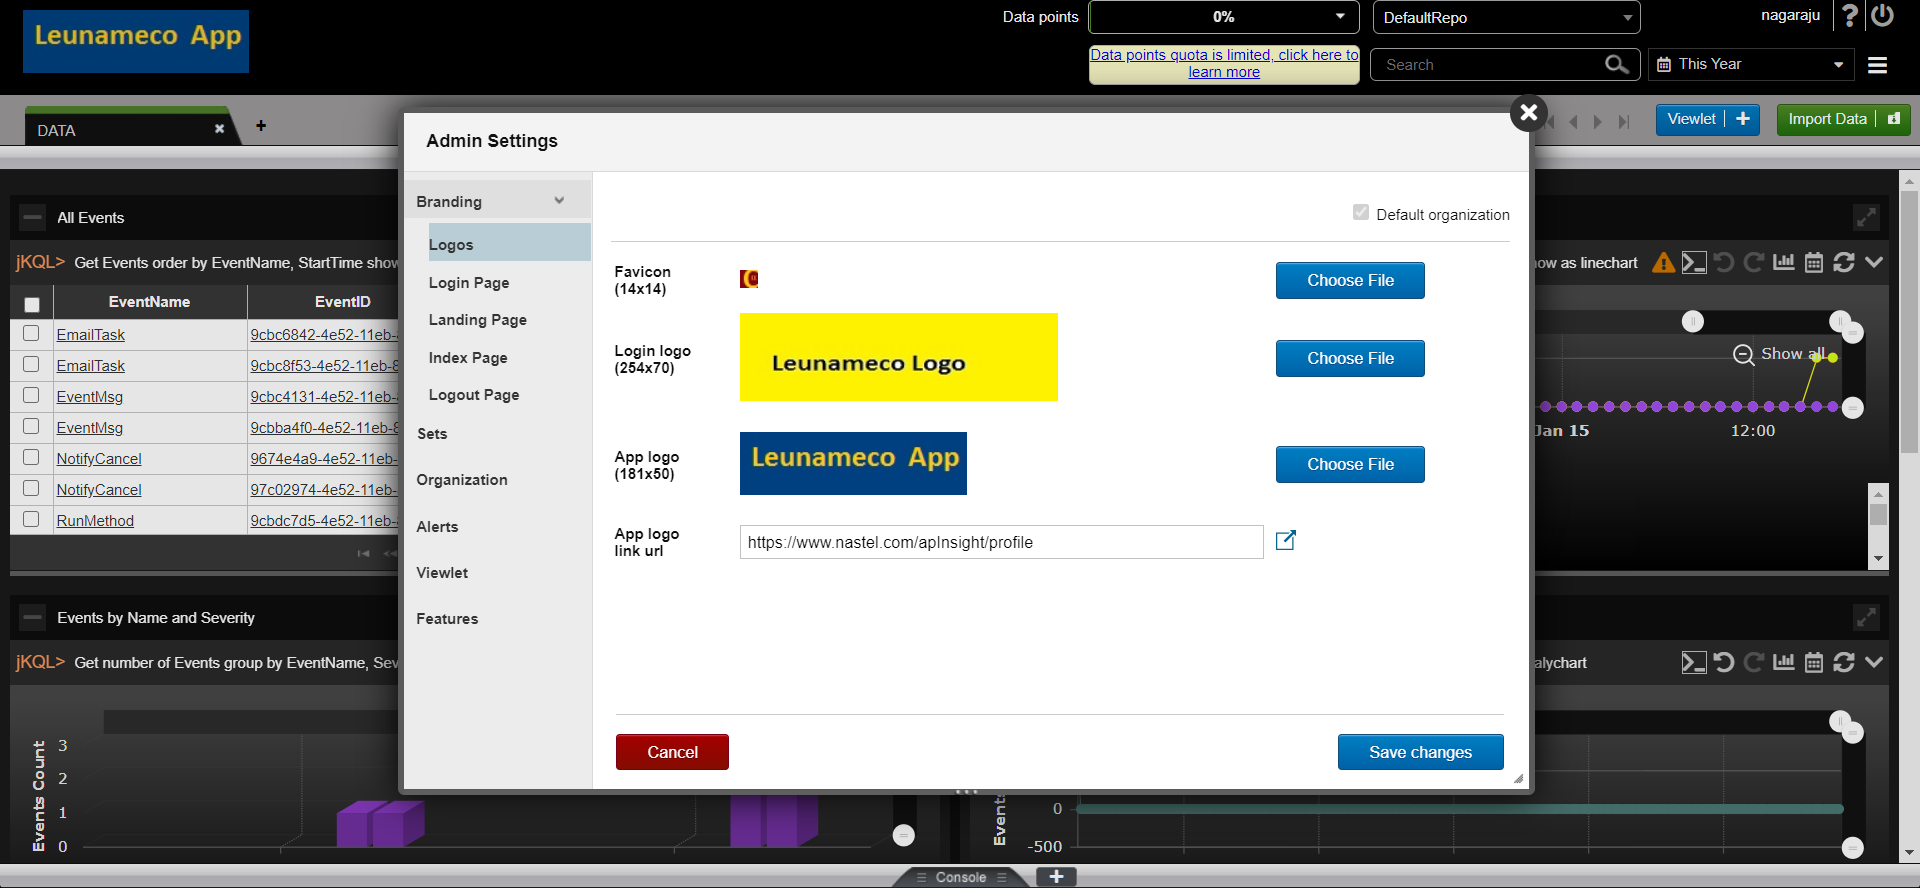 Leunameco App
Data points
0%
DefaultRepo
nagaraju
?
Data points quota is limited, click here to
learn more
Search
This Year
DATA
+
Viewlet +
Import Data
Admin Settings
Branding
Logos
Login Page
Landing Page
Index Page
Logout Page
Sets
Organization
Alerts
Viewlet
Features
Default organization
Favicon
(14x14)
Choose File
Login logo
(254x70)
Leunameco Logo
Choose File
App logo
(181x50)
Leunameco App
Choose File
App logo
link url
https://www.nastel.com/apInsight/profile
Cancel
Save changes
All Events
jKQL> Get Events order by EventName, StartTime show
EventName EventID
EmailTask 9cbc6842-4e52-11eb-
EmailTask 9cbc8f53-4e52-11eb-8
EventMsg 9cbc4131-4e52-11eb-
EventMsg 9cbba4f0-4e52-11eb-8
NotifyCancel 9674e4a9-4e52-11eb-
NotifyCancel 97c02974-4e52-11eb-
RunMethod 9cbdc7d5-4e52-11eb-
how as linechart
Show all
Jan 15
12:00
Events by Name and Severity
jKQL> Get number of Events group by EventName, Sev
Events Count
3
2
1
0
alychart
Events
0
-500
Console
+